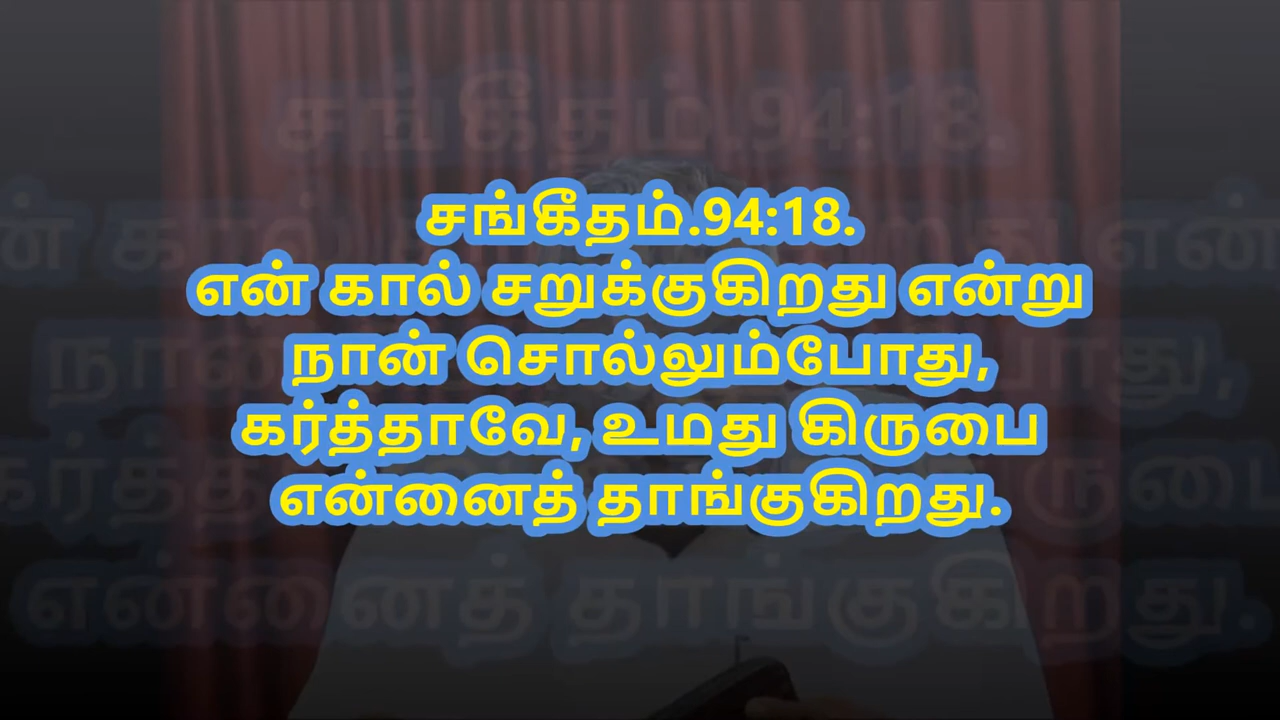 சங்கீதம்.94:18.
என் கால் சறுக்குகிறது என்று
நான் சொல்லும்போது,
கர்த்தாவே, உமது கிருபை
என்னைத் தாங்குகிறது.